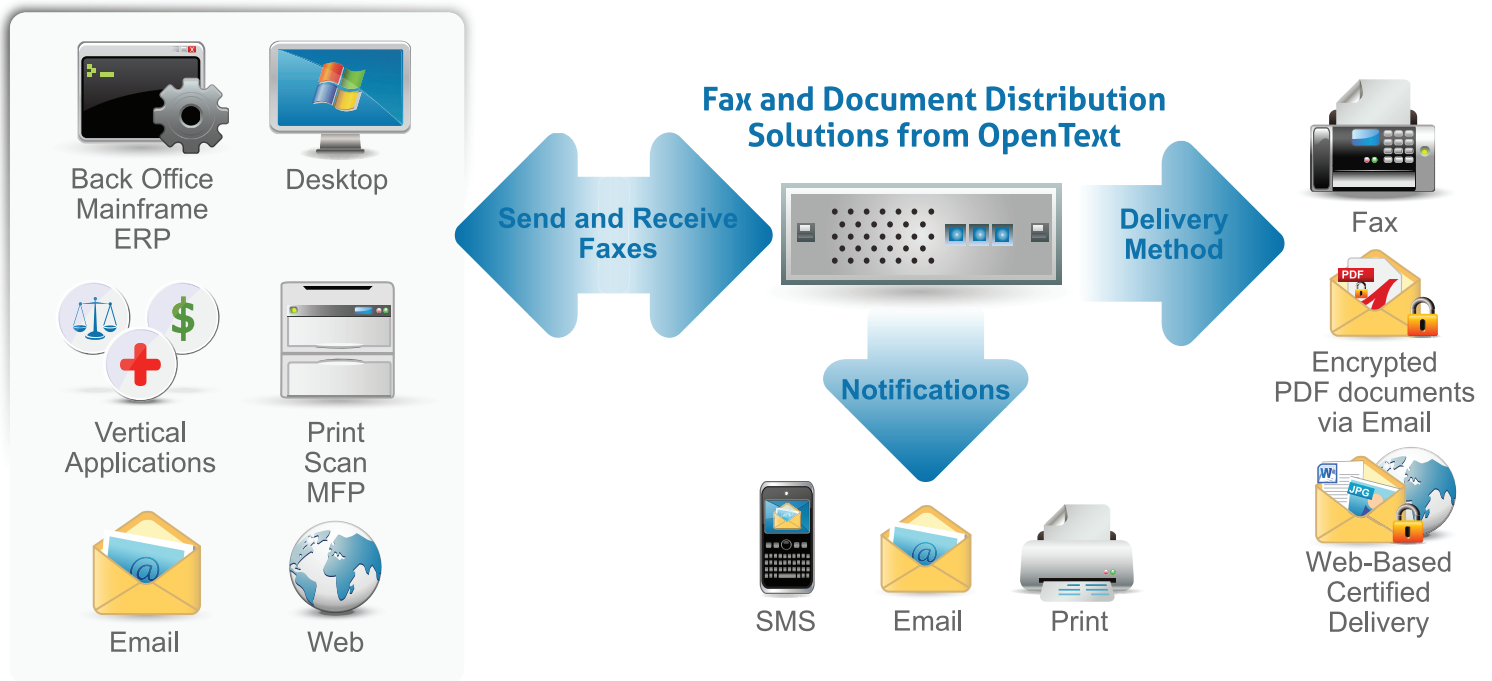 Back Office
Mainframe
ERP
Desktop
Vertical
Applications
Print
Scan
MFP
Email
Web
Send and Receive
Faxes
Fax and Document Distribution
Solutions from OpenText
Delivery
Method
Notifications
SMS
Email
Print
Fax
PDF
Encrypted
PDF documents
via Email
W
JPG
Web-Based
Certified
Delivery